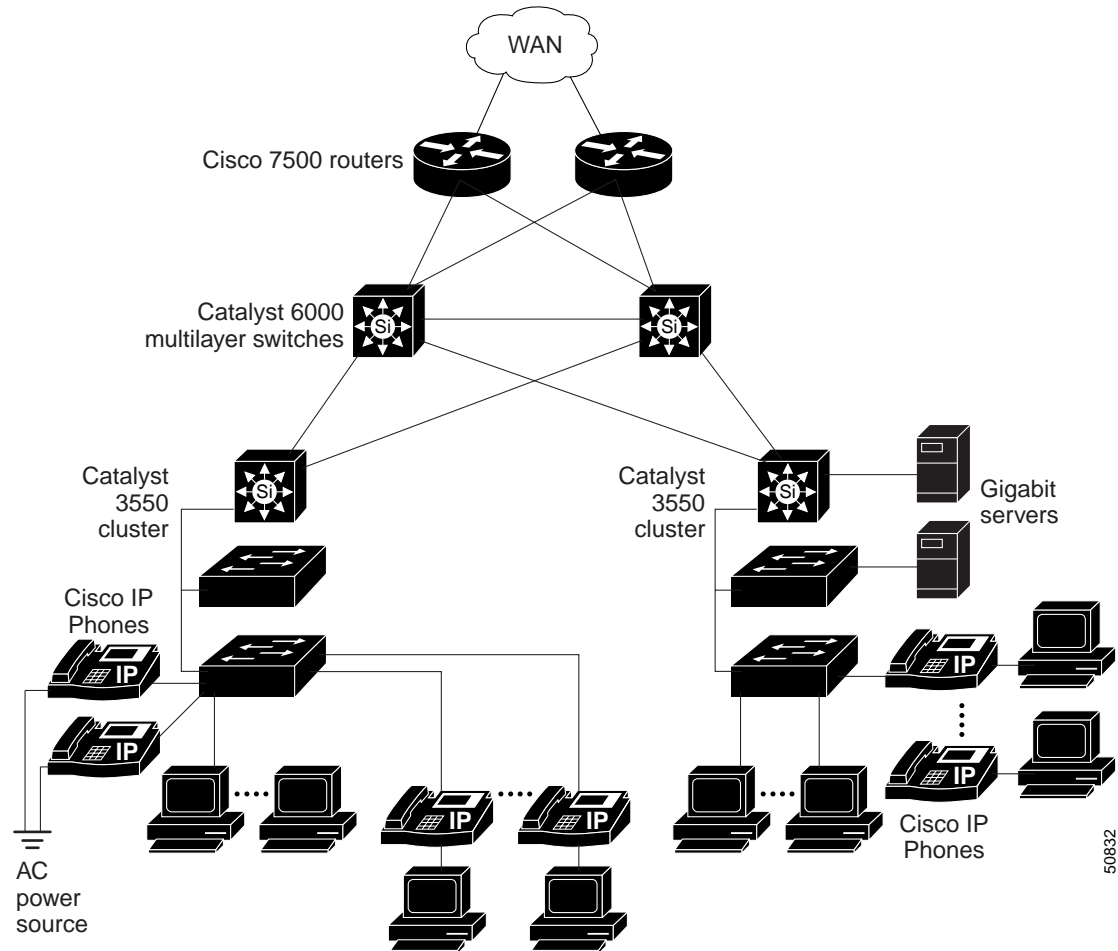 WAN
Cisco 7500 routers
Catalyst 6000
multilayer switches
Si
Si
Catalyst
3550
cluster
Si
Catalyst
3550
cluster
Si
Gigabit
servers
Cisco IP
Phones
IP
IP
IP
IP
IP
IP
Cisco IP
Phones
AC
power
source
50832